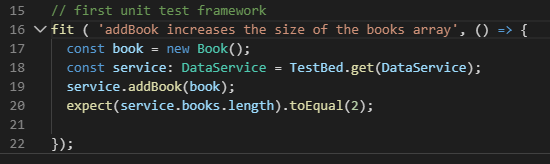 15 // first unit test framework
16 fit ( 'addBook increases the size of the books array', () => {
17 const book = new Book();
18 const service: DataService = TestBed.get(DataService);
19 service.addBook(book);
20 expect(service.books.length).toEqual(2);
21
22 });